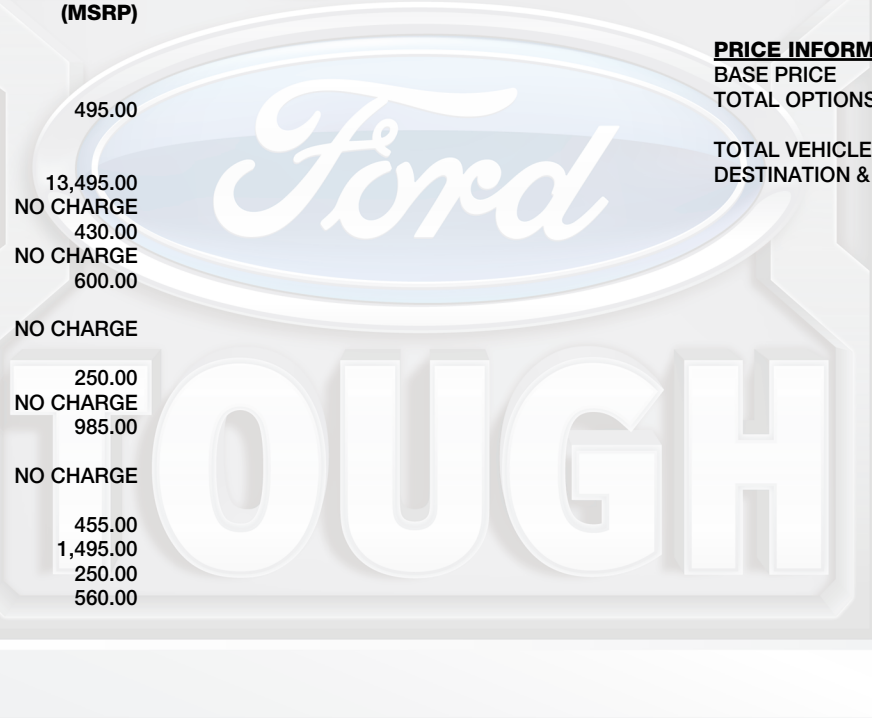 (MSRP)
495.00
13,495.00
NO CHARGE
430.00
NO CHARGE
600.00
NO CHARGE
250.00
NO CHARGE
985.00
NO CHARGE
455.00
1,495.00
250.00
560.00
PRICE INFORM
BASE PRICE
TOTAL OPTIONS
TOTAL VEHICLE
DESTINATION &
Ford
TOUGH